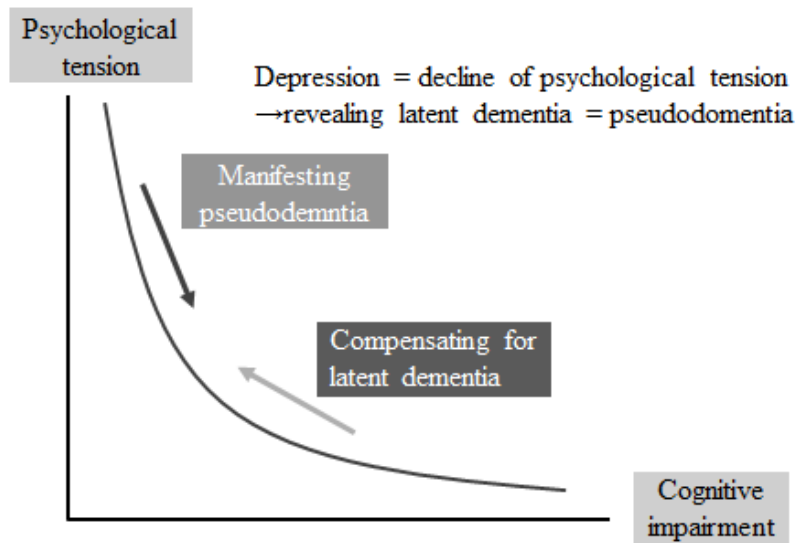 Psychological
tension
Depression = decline of psychological tension
→revealing latent dementia = pseudodomentia
Manifesting
pseudodemntia
Compensating for
latent dementia
Cognitive
impairment